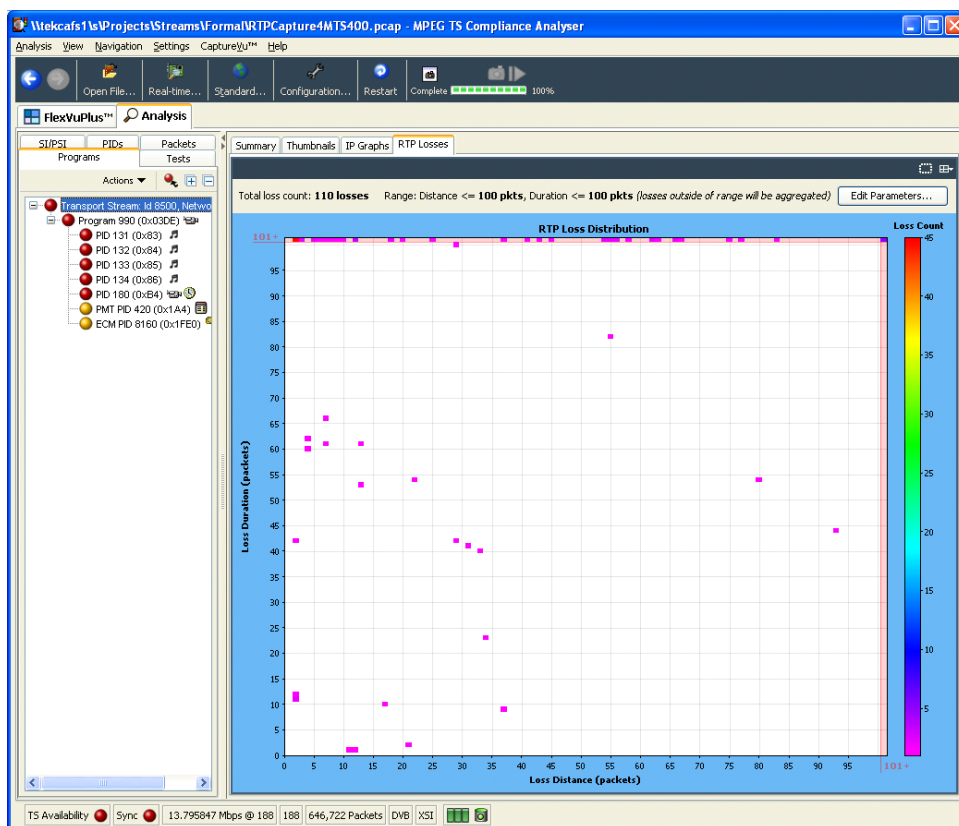 \\tekcafs1\s\Projects\Streams\Formal\RTPCapture4MTS400.pcap - MPEG TS Compliance Analyser
Analysis View Navigation Settings CaptureVu™ Help
Open File... Real-time... Standard... Configuration... Restart Complete 100%
FlexVuPlus™ Analysis
SI/PSI PIDs Packets
Programs Tests
Actions
Transport Stream: Id 8500, Netwo
Program 990 (0x03DE)
PID 131 (0x83)
PID 132 (0x84)
PID 133 (0x85)
PID 134 (0x86)
PID 180 (0xB4)
PMT PID 420 (0x1A4)
ECM PID 8160 (0x1FE0)
Summary Thumbnails IP Graphs RTP Losses
Total loss count: 110 losses Range: Distance <= 100 pkts, Duration <= 100 pkts (losses outside of range will be aggregated) Edit Parameters...
RTP Loss Distribution
Loss Count
101+
95
90
85
80
75
70
65
60
55
50
45
40
35
30
25
20
15
10
5
0
Loss Duration (packets)
0 5 10 15 20 25 30 35 40 45 50 55 60 65 70 75 80 85 90 95 101+
Loss Distance (packets)
45
40
35
30
25
20
15
10
5
TS Availability Sync 13.795847 Mbps @ 188 188 646,722 Packets DVB XSI